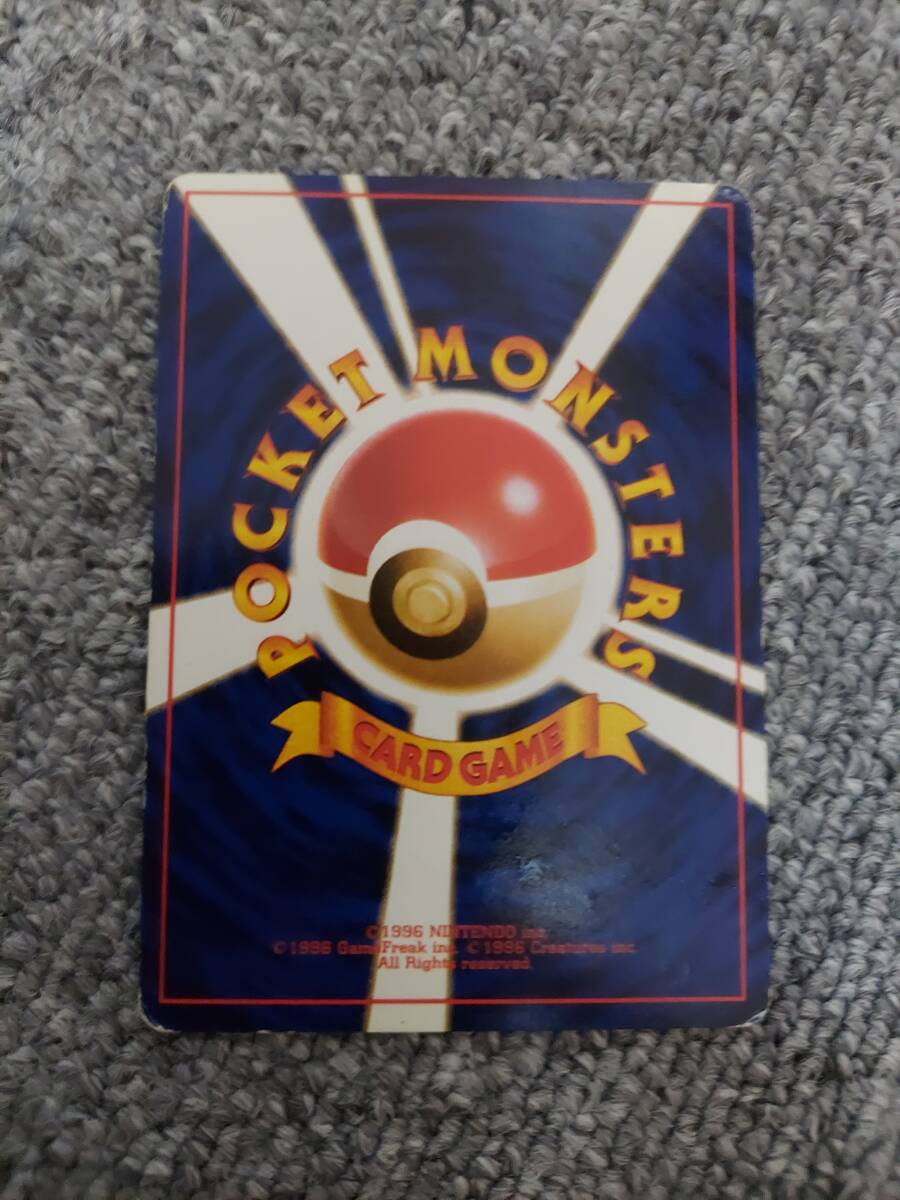 POCKET MONSTERS
CARD GAME
©1996 NINTENDO inc.
©1996 GameFreak inc. ©1996 Creatures inc.
All Rights reserved.